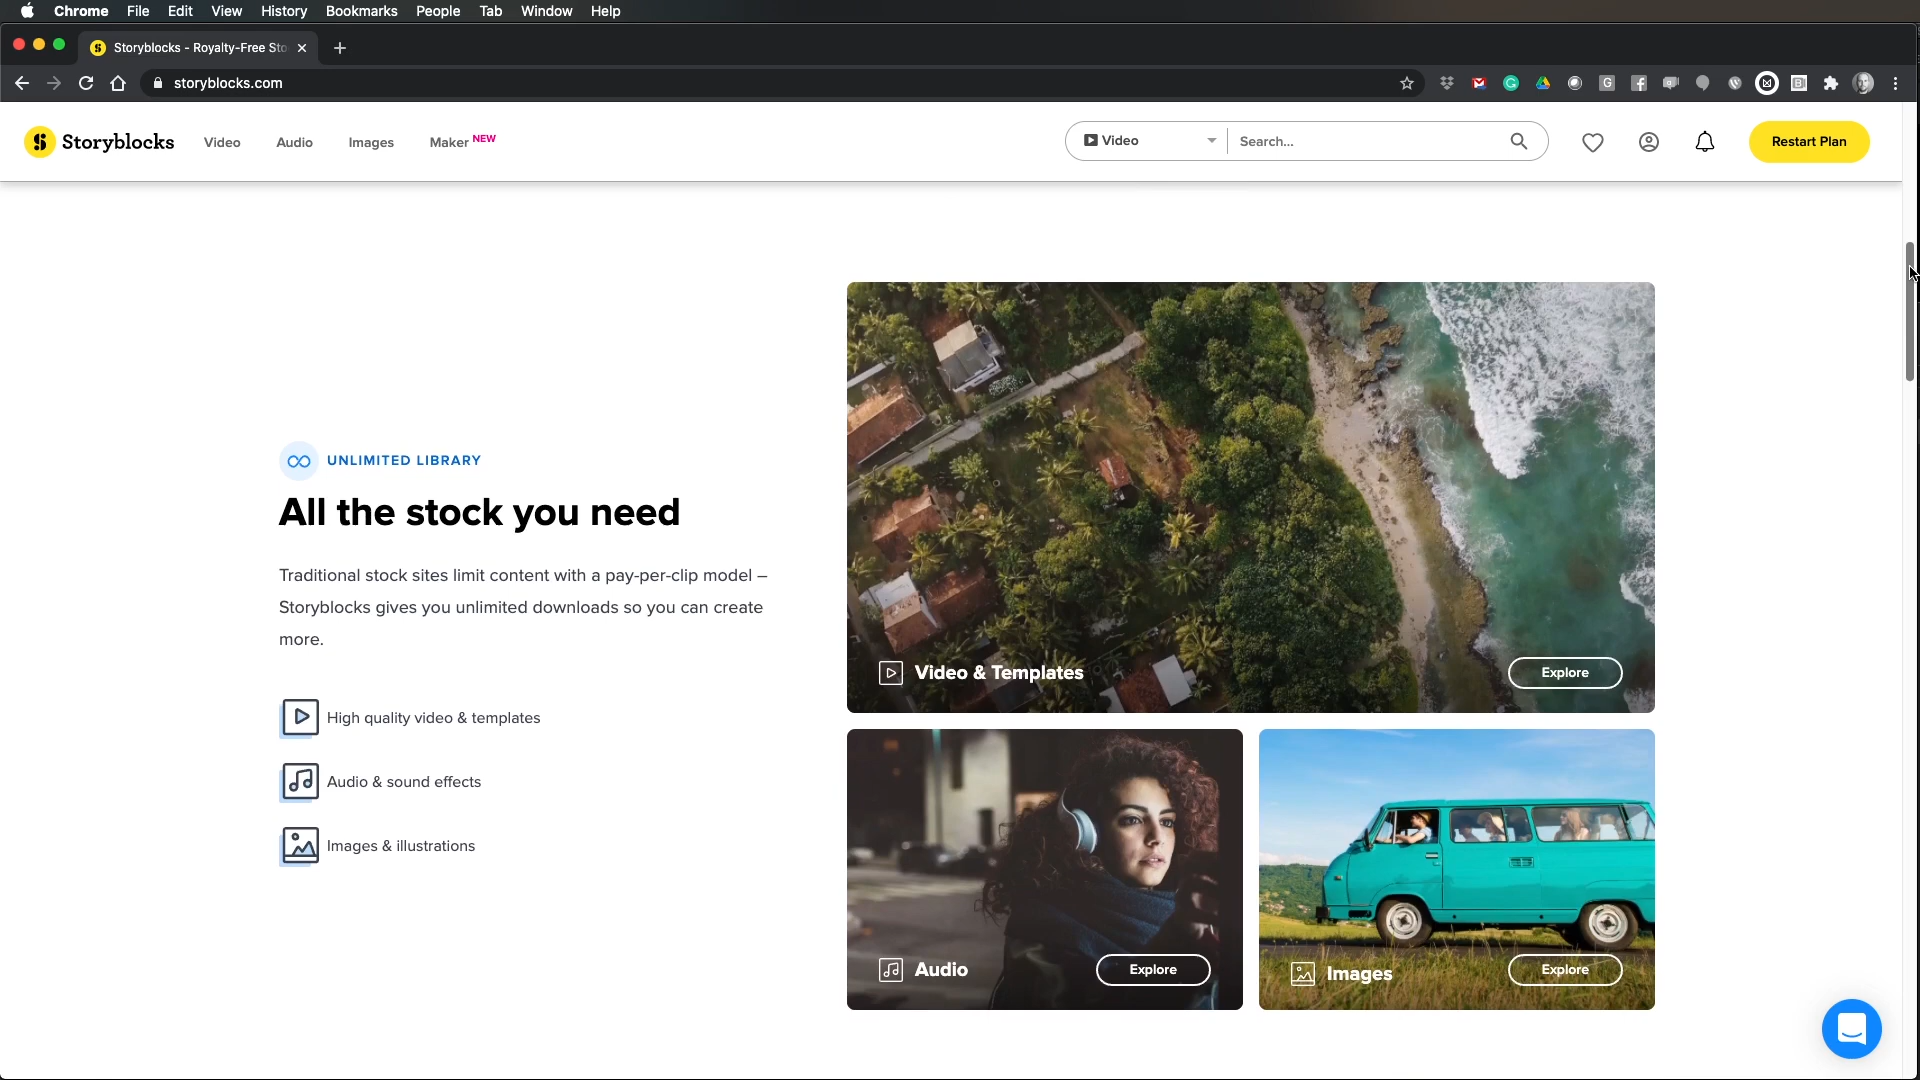 Chrome File Edit View History Bookmarks People Tab Window Help
Storyblocks - Royalty-Free Sto
storyblocks.com
Storyblocks Video Audio Images Maker NEW Video Search... Restart Plan
UNLIMITED LIBRARY
All the stock you need
Traditional stock sites limit content with a pay-per-clip model –
Storyblocks gives you unlimited downloads so you can create
more.
High quality video & templates
Audio & sound effects
Images & illustrations
Video & Templates Explore
Audio Explore
Images Explore